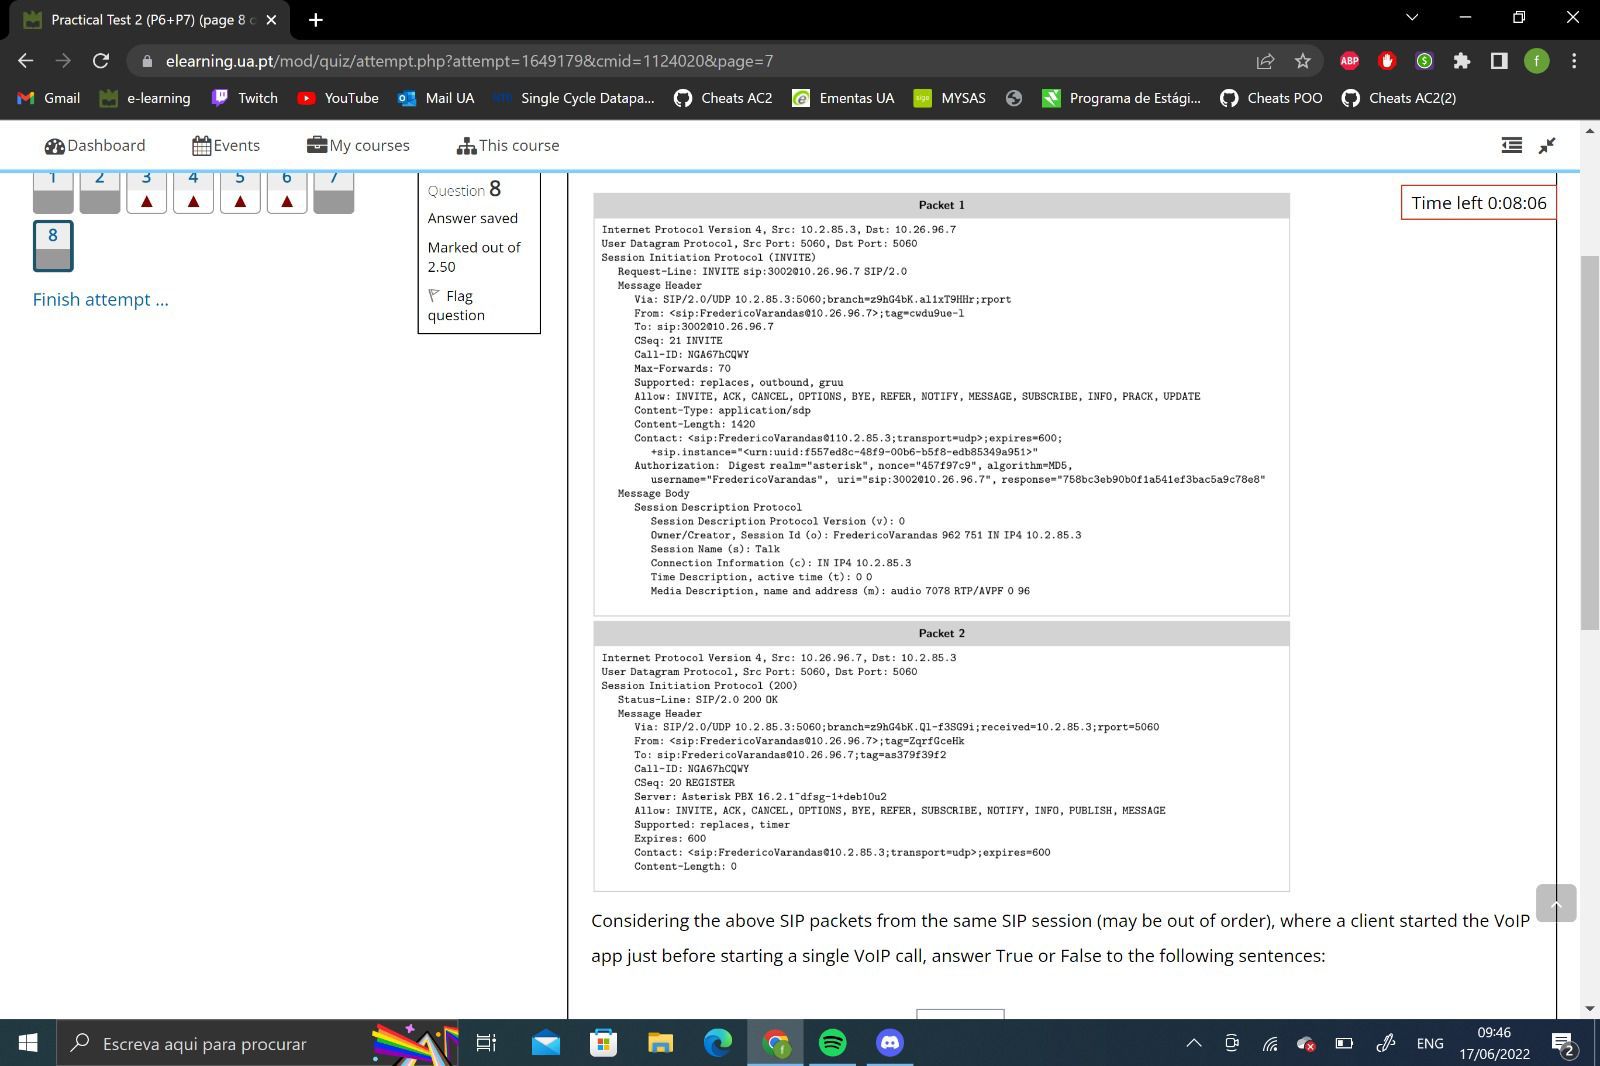 Practical Test 2 (P6+P7) (page 8
elearning.ua.pt/mod/quiz/attempt.php?attempt=1649179&cmid=1124020&page=7
ABP
f
Gmail
e-learning
Twitch
YouTube
Mail UA
Single Cycle Datapa...
Cheats AC2
Ementas UA
MYSAS
Programa de Estági...
Cheats POO
Cheats AC2(2)
Dashboard
Events
My courses
This course
1 2 3 4 5 6 7
8
Finish attempt ...
Question 8
Answer saved
Marked out of
2.50
Flag
question
Time left 0:08:06
Packet 1
Internet Protocol Version 4, Src: 10.2.85.3, Dst: 10.26.96.7
User Datagram Protocol, Src Port: 5060, Dst Port: 5060
Session Initiation Protocol (INVITE)
Request-Line: INVITE sip:3002@10.26.96.7 SIP/2.0
Message Header
Via: SIP/2.0/UDP 10.2.85.3:5060;branch=z9hG4bK.al1xT9HHr;rport
From: <sip:FredericoVarandas@10.26.96.7>;tag=cwdu9ue-l
To: sip:3002@10.26.96.7
CSeq: 21 INVITE
Call-ID: NGA67hCQWY
Max-Forwards: 70
Supported: replaces, outbound, gruu
Allow: INVITE, ACK, CANCEL, OPTIONS, BYE, REFER, NOTIFY, MESSAGE, SUBSCRIBE, INFO, PRACK, UPDATE
Content-Type: application/sdp
Content-Length: 1420
Contact: <sip:FredericoVarandas@110.2.85.3;transport=udp>;expires=600;
+sip.instance="<urn:uuid:f557ed8c-48f9-00b6-b5f8-edb85349a951>"
Authorization: Digest realm="asterisk", nonce="457f97c9", algorithm=MD5,
username="FredericoVarandas", uri="sip:3002@10.26.96.7", response="758bc3eb90b0f1a541ef3bac5a9c78e8"
Message Body
Session Description Protocol
Session Description Protocol Version (v): 0
Owner/Creator, Session Id (o): FredericoVarandas 962 751 IN IP4 10.2.85.3
Session Name (s): Talk
Connection Information (c): IN IP4 10.2.85.3
Time Description, active time (t): 0 0
Media Description, name and address (m): audio 7078 RTP/AVPF 0 96
Packet 2
Internet Protocol Version 4, Src: 10.26.96.7, Dst: 10.2.85.3
User Datagram Protocol, Src Port: 5060, Dst Port: 5060
Session Initiation Protocol (200)
Status-Line: SIP/2.0 200 OK
Message Header
Via: SIP/2.0/UDP 10.2.85.3:5060;branch=z9hG4bK.Ql-f3SG9i;received=10.2.85.3;rport=5060
From: <sip:FredericoVarandas@10.26.96.7>;tag=ZqrfGceHk
To: sip:FredericoVarandas@10.26.96.7;tag=as379f39f2
Call-ID: NGA67hCQWY
CSeq: 20 REGISTER
Server: Asterisk PBX 16.2.1~dfsg-1+deb10u2
Allow: INVITE, ACK, CANCEL, OPTIONS, BYE, REFER, SUBSCRIBE, NOTIFY, INFO, PUBLISH, MESSAGE
Supported: replaces, timer
Expires: 600
Contact: <sip:FredericoVarandas@10.2.85.3;transport=udp>;expires=600
Content-Length: 0
Considering the above SIP packets from the same SIP session (may be out of order), where a client started the VoIP
app just before starting a single VoIP call, answer True or False to the following sentences:
Escreva aqui para procurar
ENG
09:46
17/06/2022
2